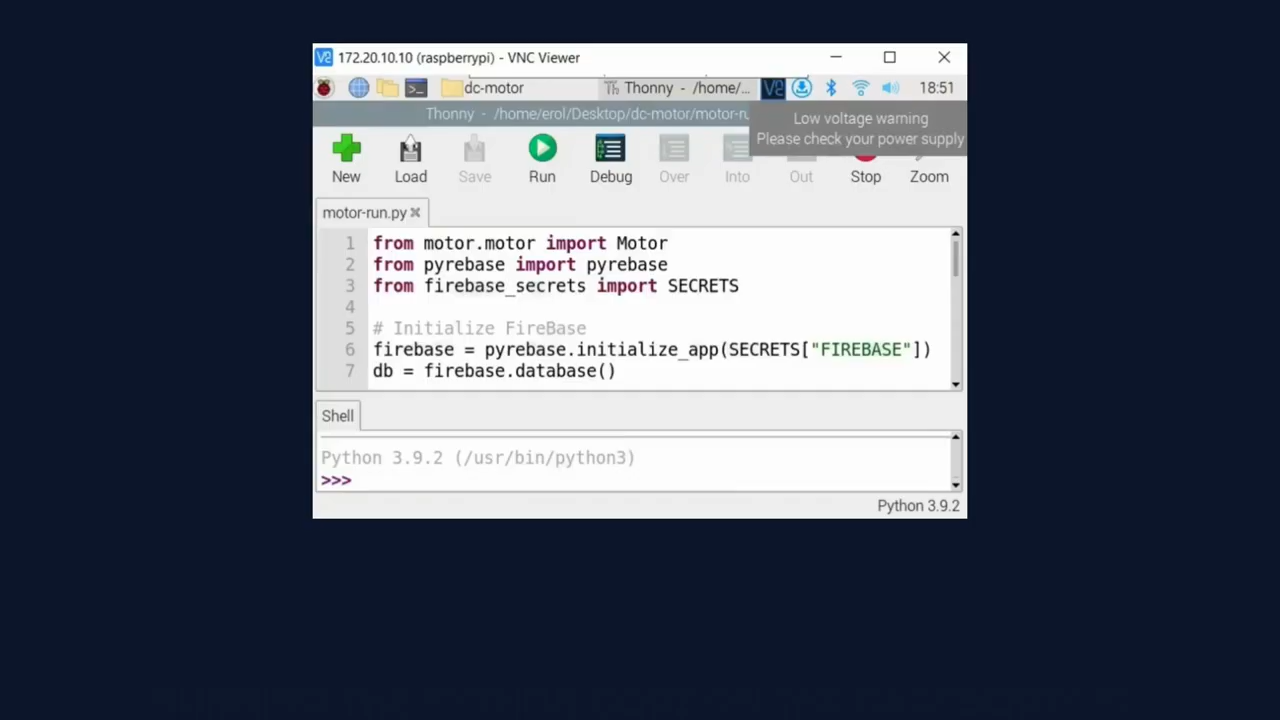 172.20.10.10 (raspberrypi) - VNC Viewer
dc-motor
Thonny - /home/...
18:51
Thonny - /home/erol/Desktop/dc-motor/motor-ru
Low voltage warning
Please check your power supply
New
Load
Save
Run
Debug
Over
Into
Out
Stop
Zoom
motor-run.py
1 from motor.motor import Motor
2 from pyrebase import pyrebase
3 from firebase_secrets import SECRETS
4
5 # Initialize FireBase
6 firebase = pyrebase.initialize_app(SECRETS["FIREBASE"])
7 db = firebase.database()
Shell
Python 3.9.2 (/usr/bin/python3)
>>>
Python 3.9.2